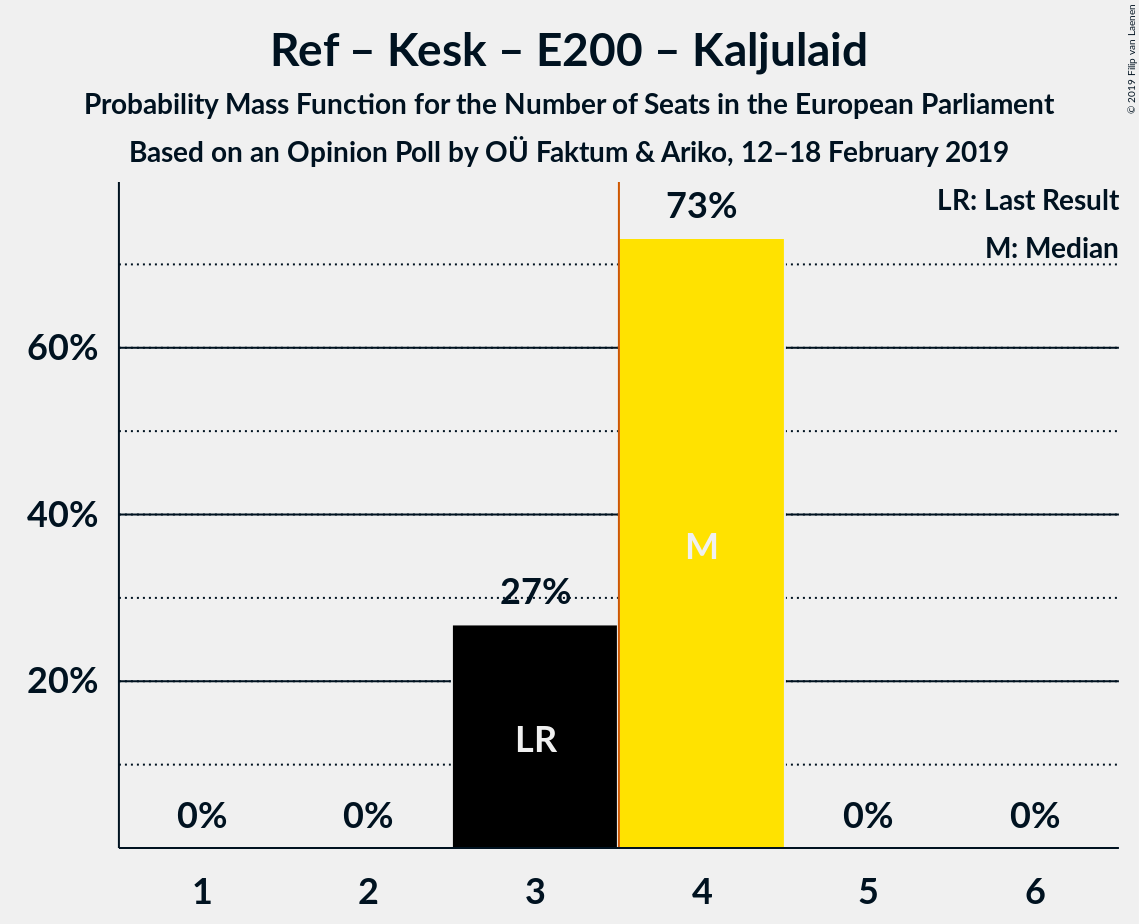 Ref – Kesk – E200 – Kaljulaid
Probability Mass Function for the Number of Seats in the European Parliament
Based on an Opinion Poll by OÜ Faktum & Ariko, 12–18 February 2019
© 2019 Filip van Laenen
LR: Last Result
M: Median
73%
60%
40%
M
27%
20%
LR
0%
0%
0%
0%
1
2
3
4
5
6